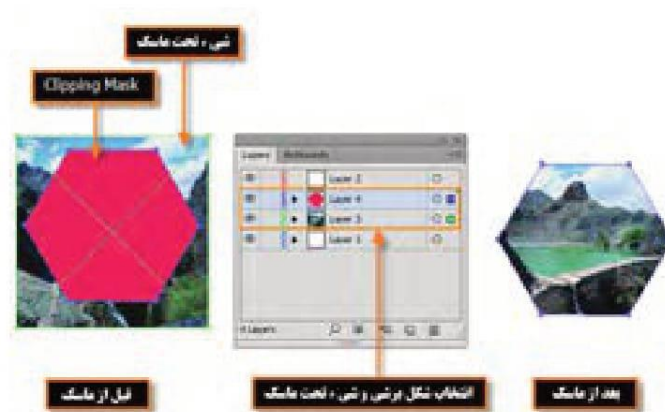 شی ء تحت ماسک
Clipping Mask
Layers Artboards
Layer 2
Layer 4
Layer 3
Layer 1
4 Layers
قبل از ماسک
انتخاب شکل برشی و شی ء تحت ماسک
بعد از ماسک